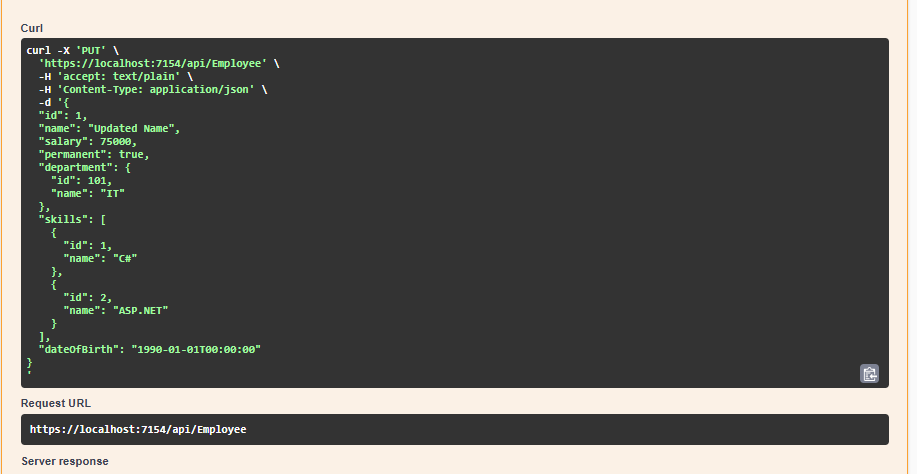 Curl
curl -X 'PUT' \
  'https://localhost:7154/api/Employee' \
  -H 'accept: text/plain' \
  -H 'Content-Type: application/json' \
  -d '{
  "id": 1,
  "name": "Updated Name",
  "salary": 75000,
  "permanent": true,
  "department": {
    "id": 101,
    "name": "IT"
  },
  "skills": [
    {
      "id": 1,
      "name": "C#"
    },
    {
      "id": 2,
      "name": "ASP.NET"
    }
  ],
  "dateOfBirth": "1990-01-01T00:00:00"
}
'
Request URL
https://localhost:7154/api/Employee
Server response